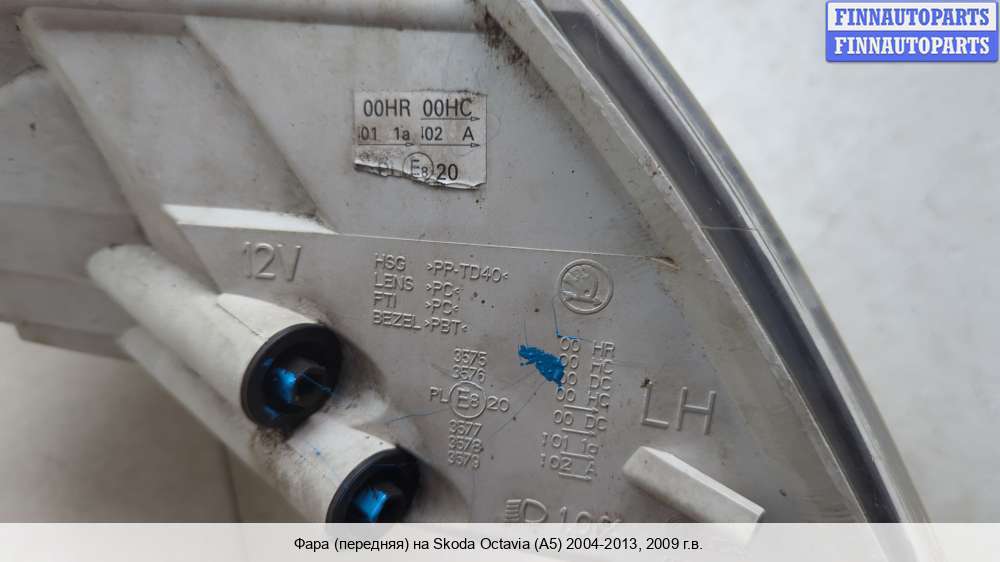 FINNAUTOPARTS
FINNAUTOPARTS
00HR 00HC
01 1a 02 A
E8 20
12V
HSG >PP-TD40<
LENS >PC<
FTI >PC<
BEZEL >PBT<
3575
3576
PL E8 20
3577
3578
3579
00 HR
00 HC
00 DC
00 HC
00 DC
01 1a
02 A
LH
Фара (передняя) на Skoda Octavia (A5) 2004-2013, 2009 г.в.